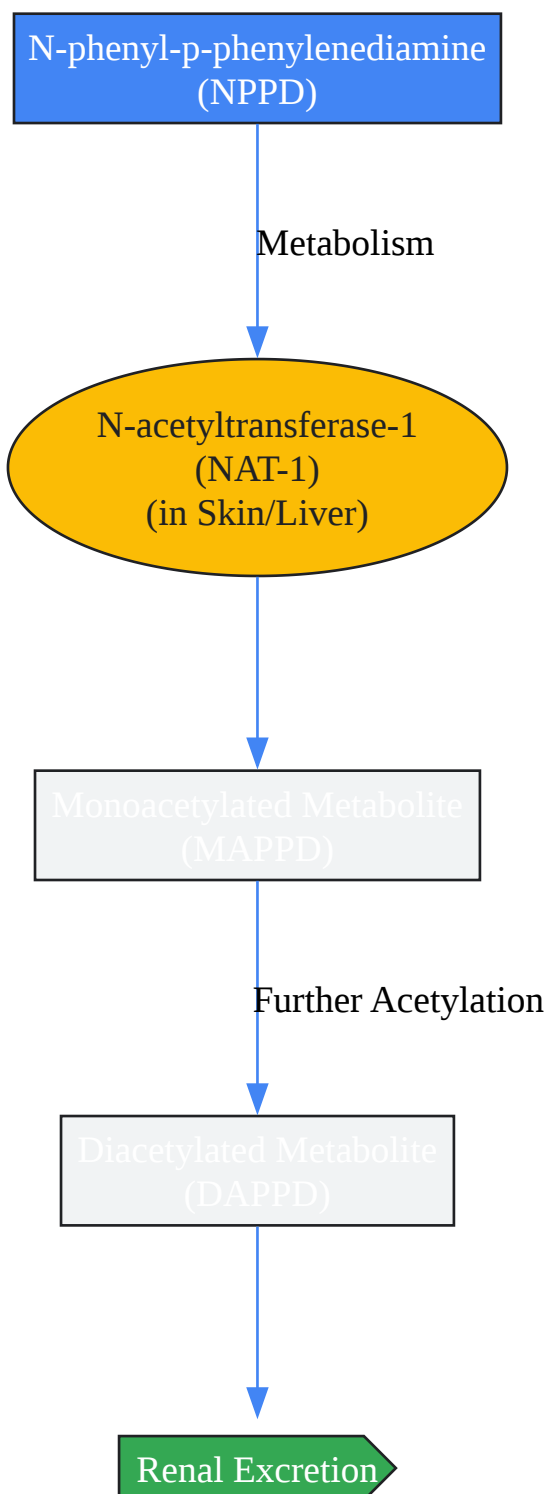 N-phenyl-p-phenylenediamine
(NPPD)
Metabolism
N-acetyltransferase-1
(NAT-1)
(in Skin/Liver)
Monoacetylated Metabolite
(MAPPD)
Further Acetylation
Diacetylated Metabolite
(DAPPD)
Renal Excretion